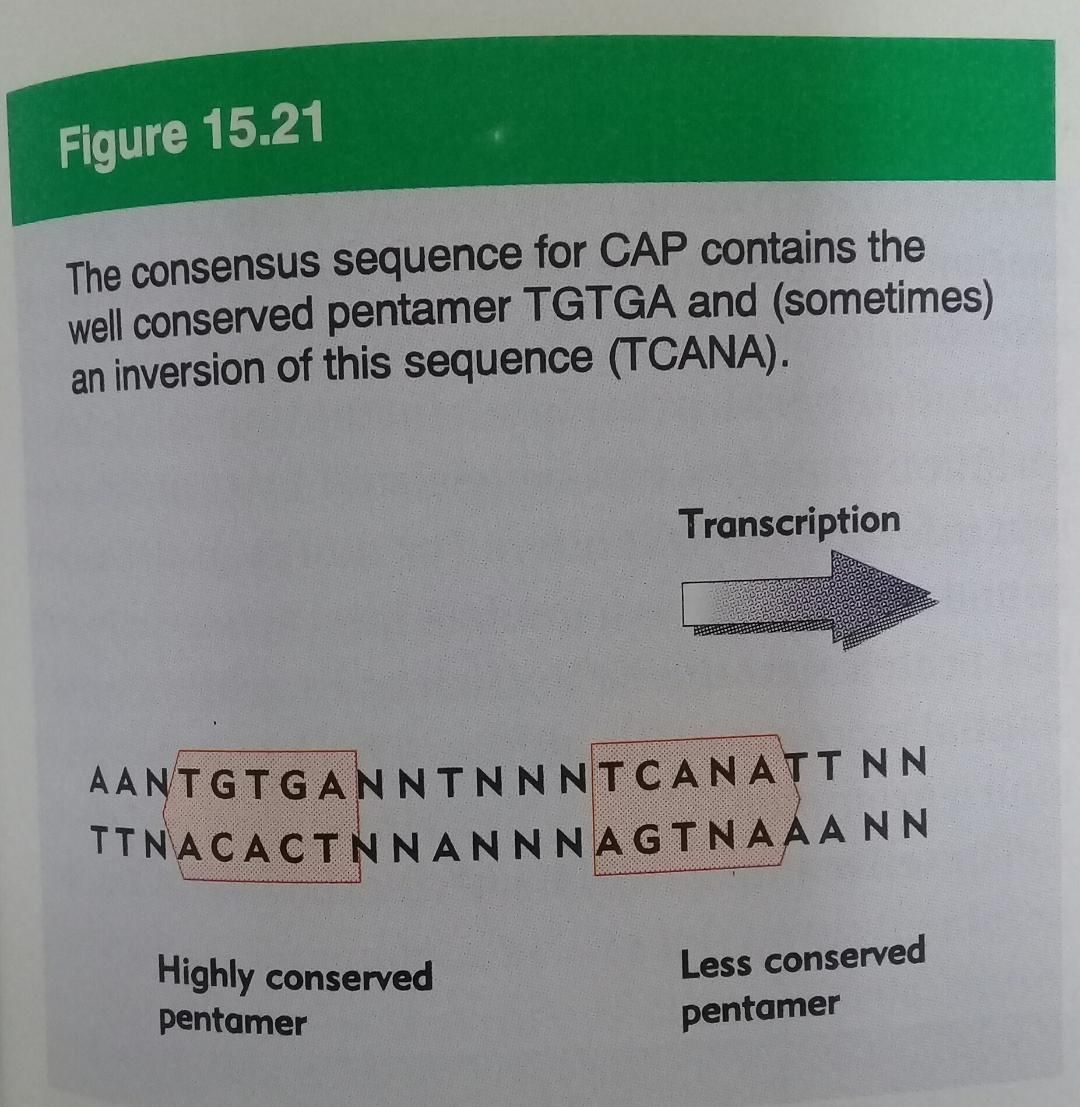 Figure 15.21
The consensus sequence for CAP contains the
well conserved pentamer TGTGA and (sometimes)
an inversion of this sequence (TCANA).
Transcription
AANTGTGANNTNNNTCANATTNN
TTNACACTNNANNNAGTNAAANN
Highly conserved
pentamer
Less conserved
pentamer